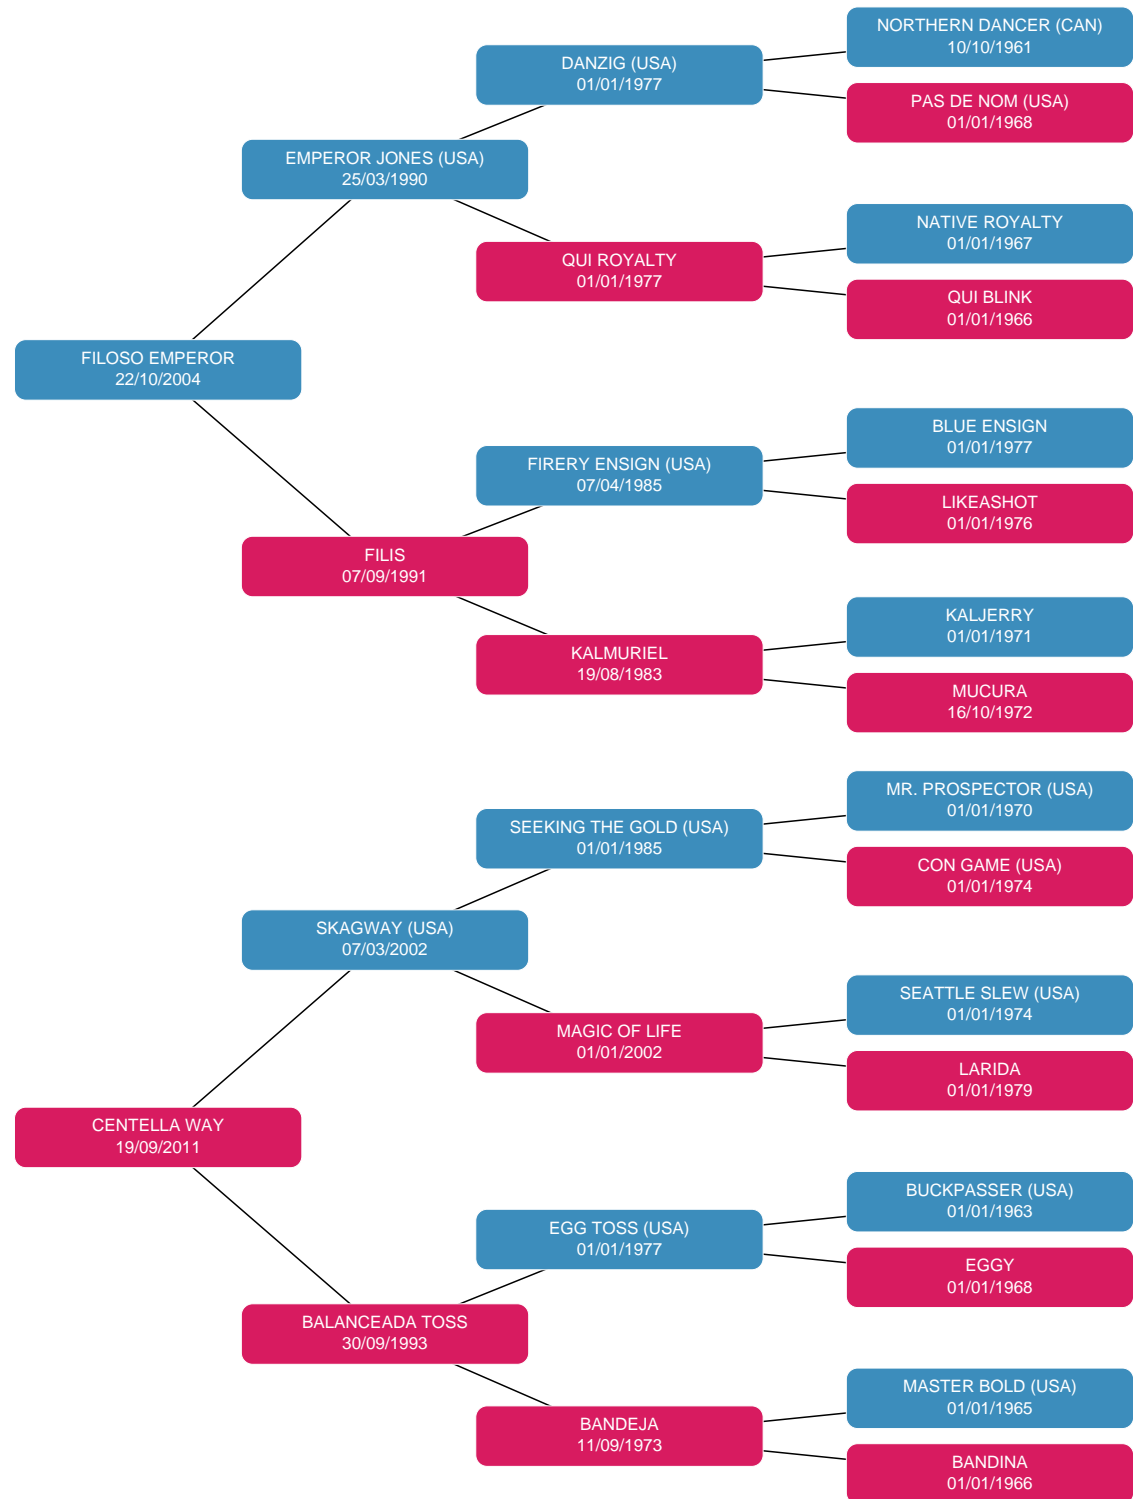 NORTHERN DANCER (CAN)
10/10/1961
DANZIG (USA)
01/01/1977
PAS DE NOM (USA)
01/01/1968
EMPEROR JONES (USA)
25/03/1990
NATIVE ROYALTY
01/01/1967
QUI ROYALTY
01/01/1977
QUI BLINK
01/01/1966
FILOSO EMPEROR
22/10/2004
BLUE ENSIGN
01/01/1977
FIRERY ENSIGN (USA)
07/04/1985
LIKEASHOT
01/01/1976
FILIS
07/09/1991
KALJERRY
01/01/1971
KALMURIEL
19/08/1983
MUCURA
16/10/1972
MR. PROSPECTOR (USA)
01/01/1970
SEEKING THE GOLD (USA)
01/01/1985
CON GAME (USA)
01/01/1974
SKAGWAY (USA)
07/03/2002
SEATTLE SLEW (USA)
01/01/1974
MAGIC OF LIFE
01/01/2002
LARIDA
01/01/1979
CENTELLA WAY
19/09/2011
BUCKPASSER (USA)
01/01/1963
EGG TOSS (USA)
01/01/1977
EGGY
01/01/1968
BALANCEADA TOSS
30/09/1993
MASTER BOLD (USA)
01/01/1965
BANDEJA
11/09/1973
BANDINA
01/01/1966